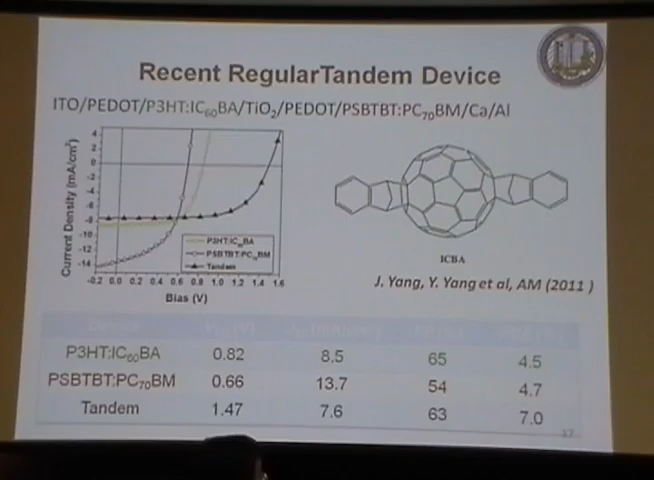 Recent RegularTandem Device
ITO/PEDOT/P3HT:IC60BA/TiO2/PEDOT/PSBTBT:PC70BM/Ca/Al
Current Density (mA/cm²)
4
2
0
-2
-4
-6
-8
-10
-12
-14
P3HT:IC60BA
PSBTBT:PC70BM
Tandem
-0.2 0.0 0.2 0.4 0.6 0.8 1.0 1.2 1.4 1.6
Bias (V)
ICBA
J. Yang, Y. Yang et al, AM (2011 )
P3HT:IC60BA 0.82 8.5 65 4.5
PSBTBT:PC70BM 0.66 13.7 54 4.7
Tandem 1.47 7.6 63 7.0
37